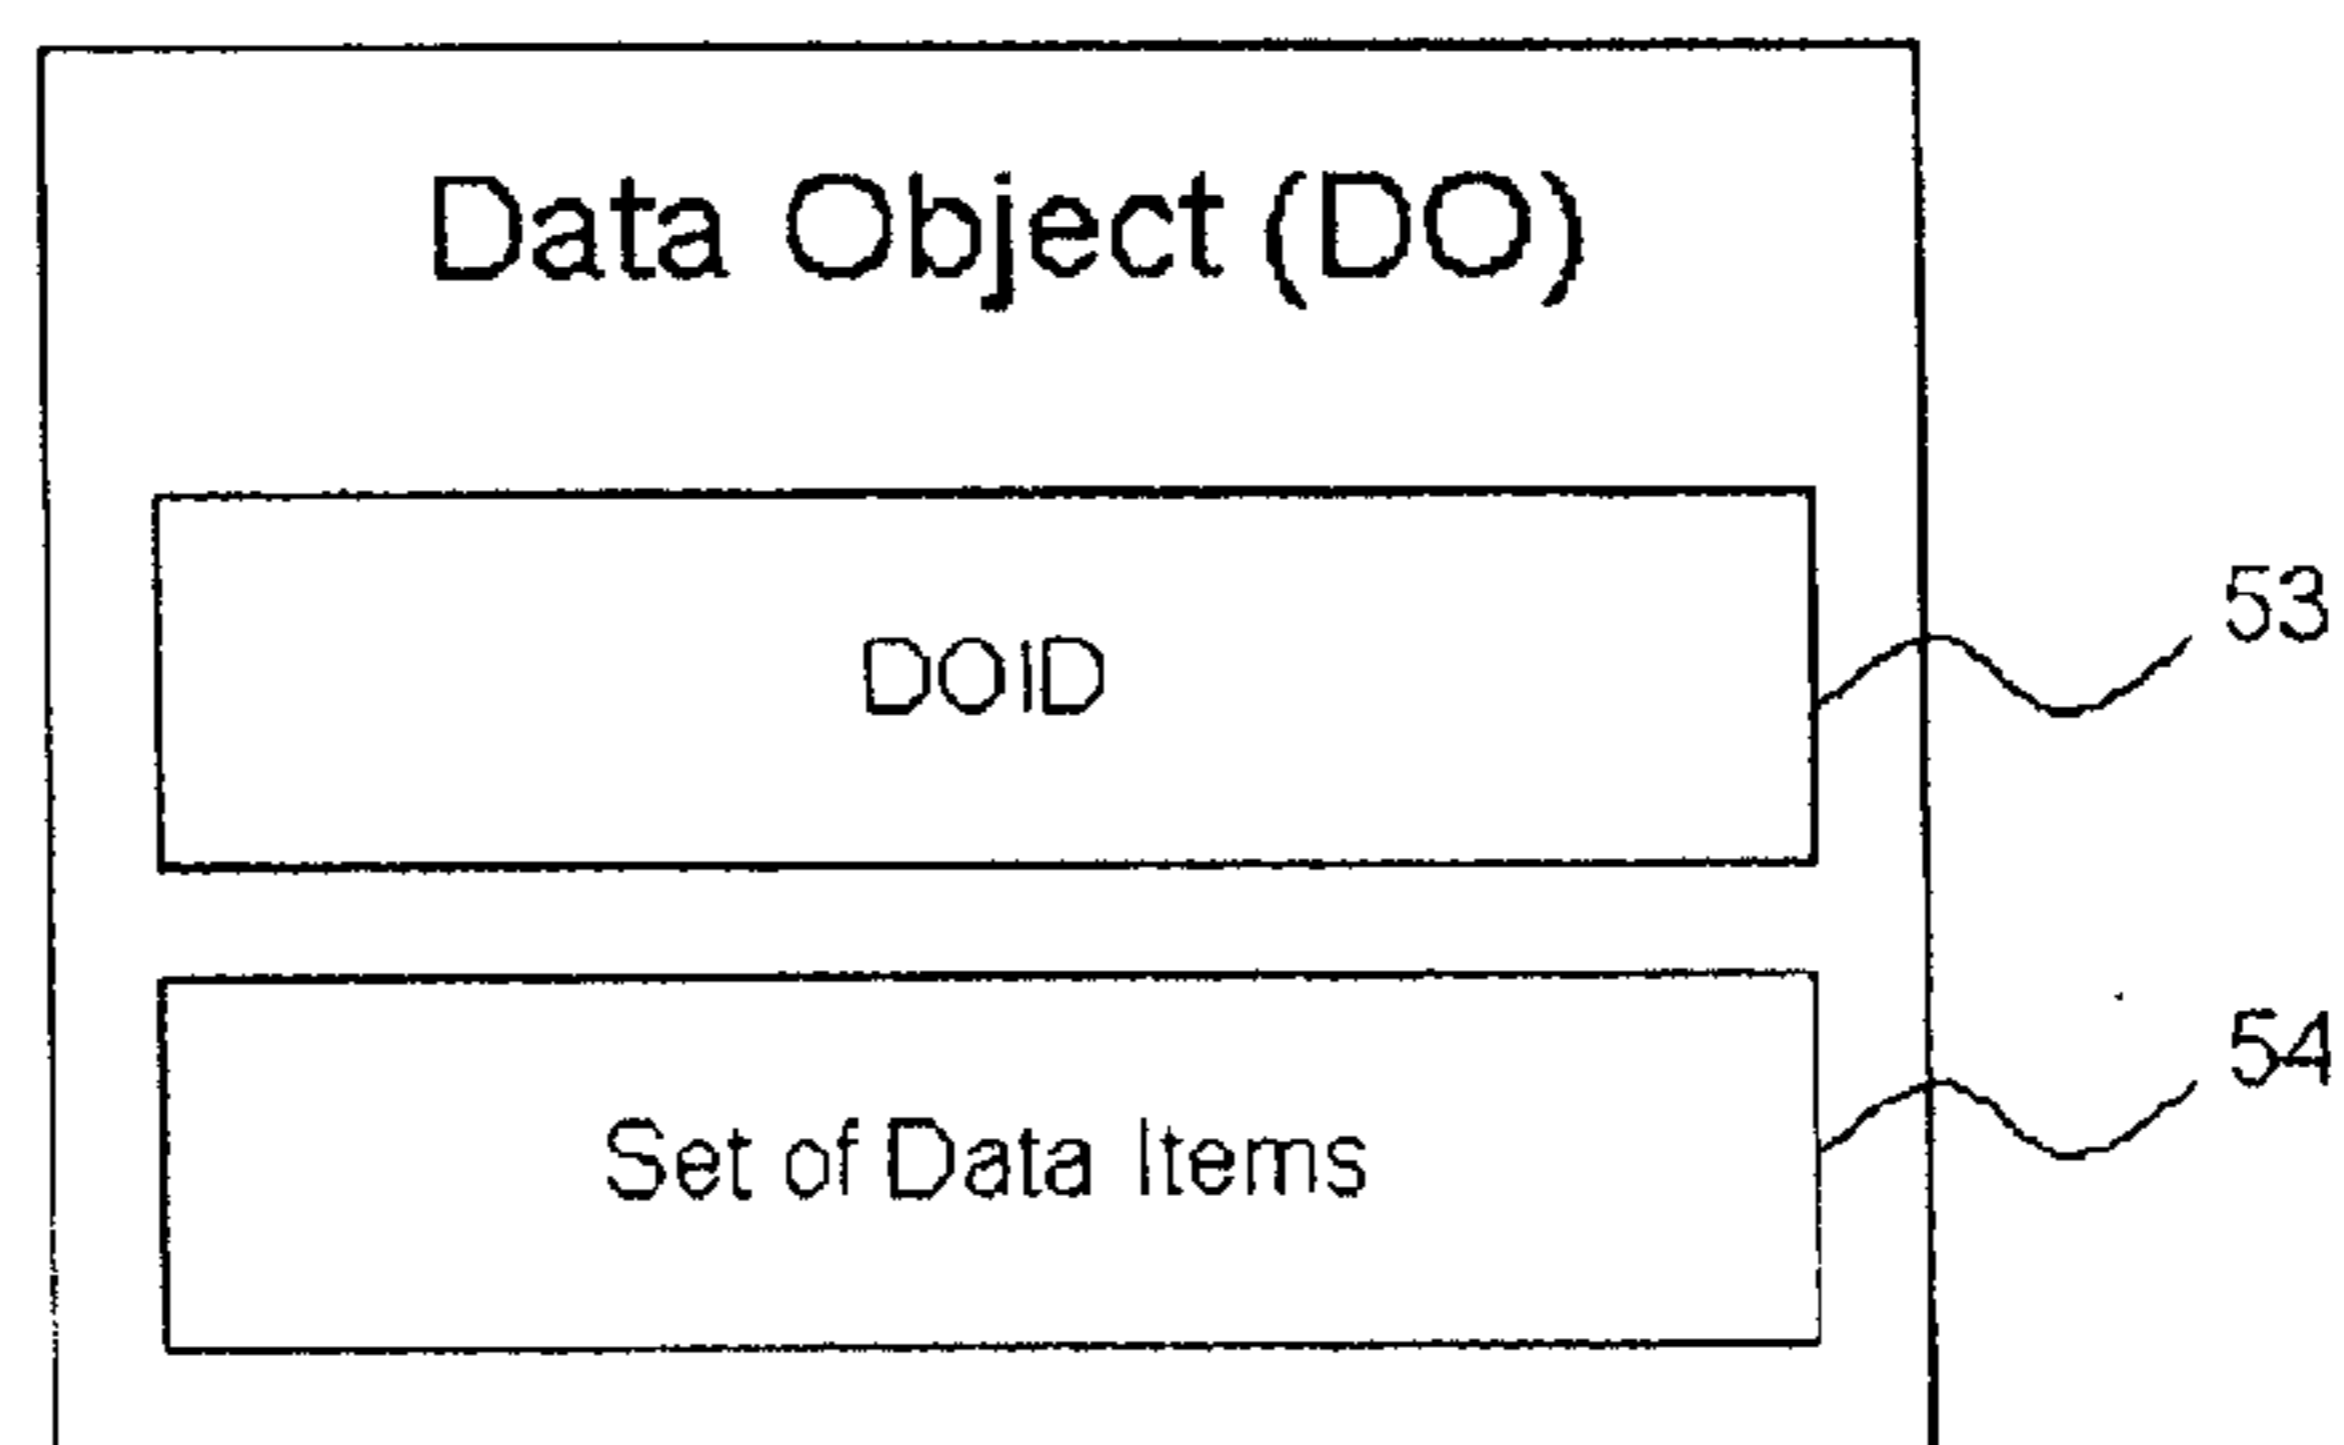 Data Object (DO)
DOID
53
Set of Data Items
54